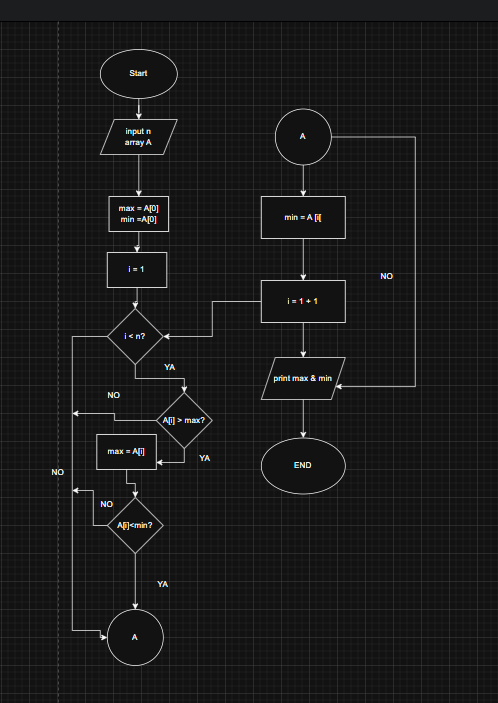 Start
input n
array A
max = A[0]
min =A[0]
i = 1
i < n?
YA
NO
A[i] > max?
YA
max = A[i]
NO
NO
A[i]<min?
YA
A
A
min = A [i[
NO
i = 1 + 1
print max & min
END